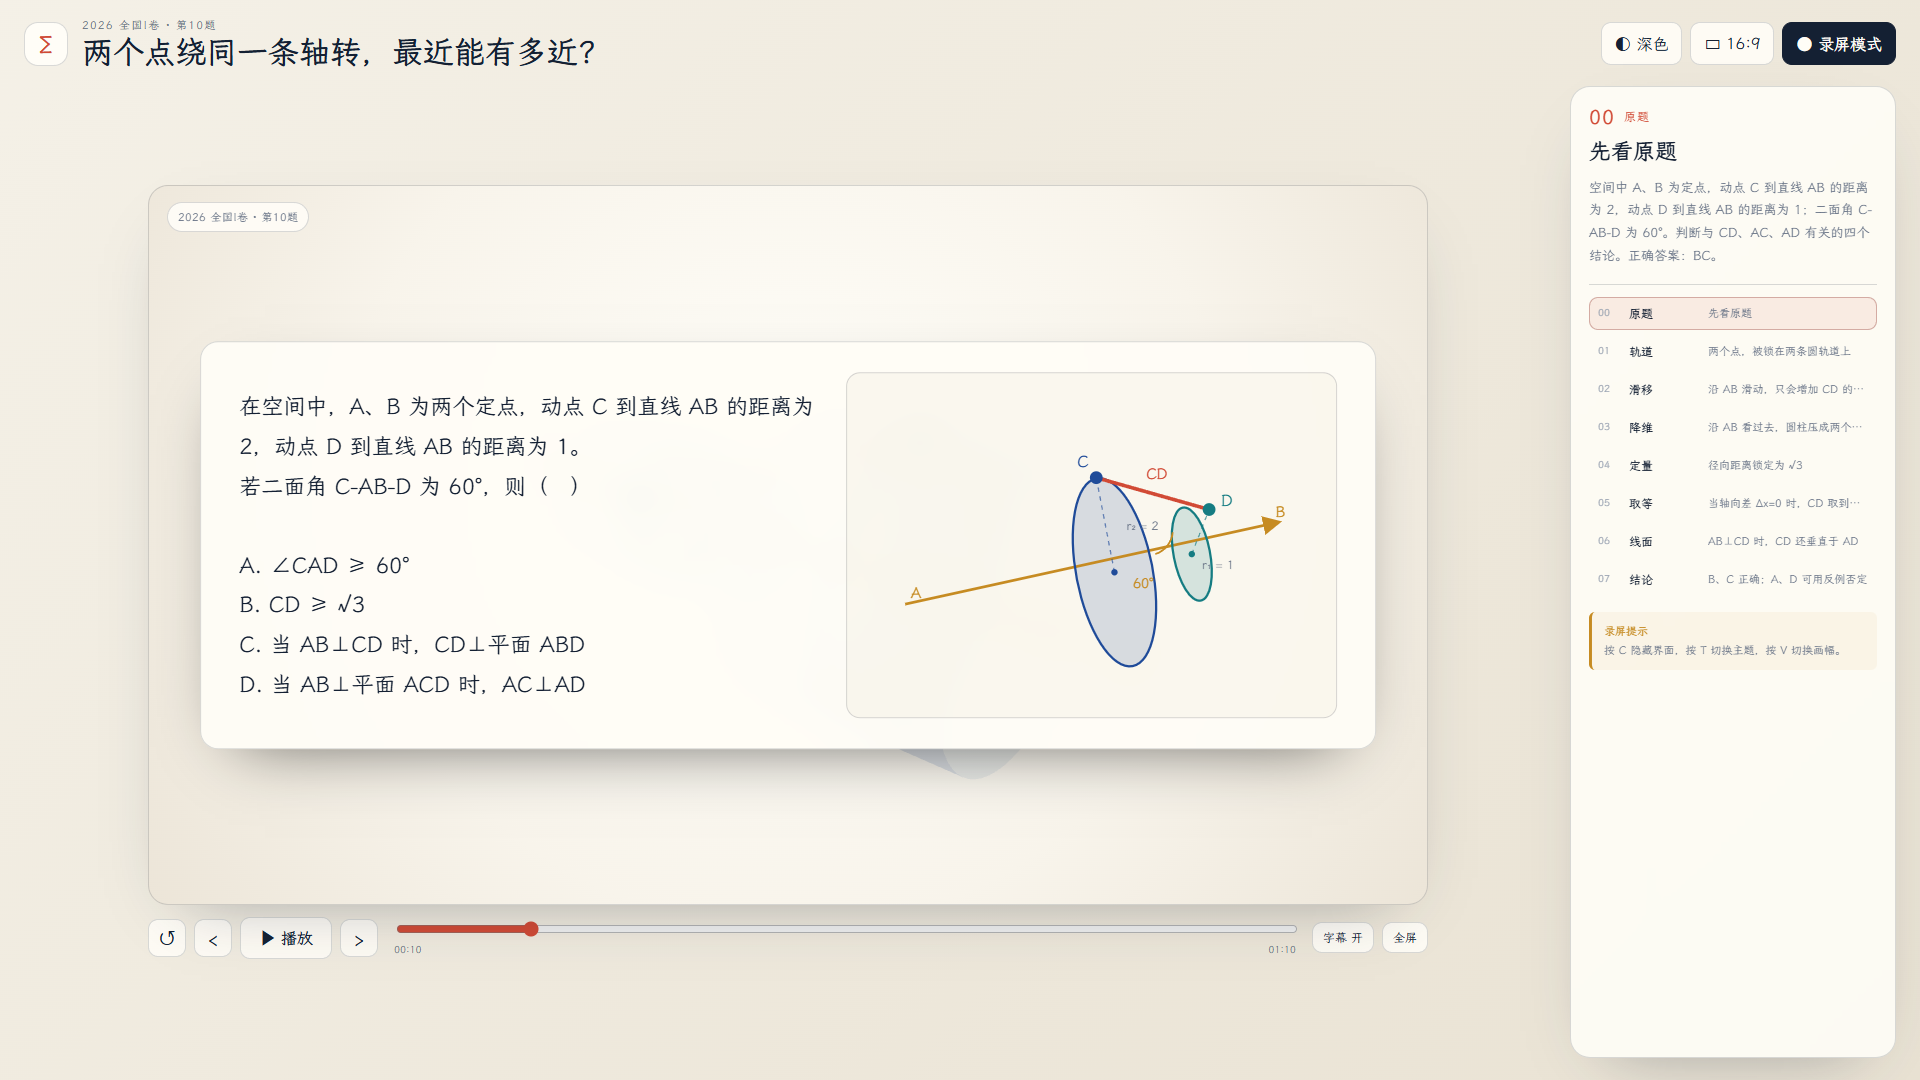 ∑
2026 全国I卷 · 第10题
两个点绕同一条轴转，最近能有多近？
深色
16:9
录屏模式
2026 全国I卷 · 第10题
在空间中，A、B 为两个定点，动点 C 到直线 AB 的距离为
2，动点 D 到直线 AB 的距离为 1。
若二面角 C-AB-D 为 60°，则（　）
A. ∠CAD ≥ 60°
B. CD ≥ √3
C. 当 AB⊥CD 时，CD⊥平面 ABD
D. 当 AB⊥平面 ACD 时，AC⊥AD
C
CD
D
B
r₂ = 2
r₁ = 1
60°
A
播放
00:10
01:10
字幕 开
全屏
00 原题
先看原题
空间中 A、B 为定点，动点 C 到直线 AB 的距离
为 2，动点 D 到直线 AB 的距离为 1；二面角 C-
AB-D 为 60°。判断与 CD、AC、AD 有关的四个
结论。正确答案：BC。
00 原题 先看原题
01 轨道 两个点，被锁在两条圆轨道上
02 滑移 沿 AB 滑动，只会增加 CD 的…
03 降维 沿 AB 看过去，圆柱压成两个…
04 定量 径向距离锁定为 √3
05 取等 当轴向差 Δx=0 时，CD 取到…
06 线面 AB⊥CD 时，CD 还垂直于 AD
07 结论 B、C 正确；A、D 可用反例否定
录屏提示
按 C 隐藏界面，按 T 切换主题，按 V 切换画幅。